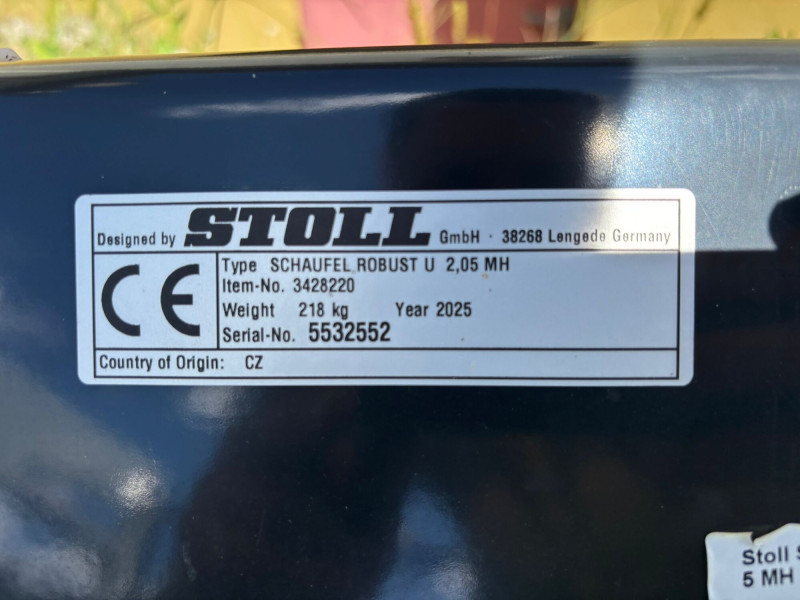 Designed by STOLL GmbH · 38268 Lengede Germany
CE
Type SCHAUFEL ROBUST U 2,05 MH
Item-No. 3428220
Weight 218 kg Year 2025
Serial-No. 5532552
Country of Origin: CZ
Stoll
5 MH